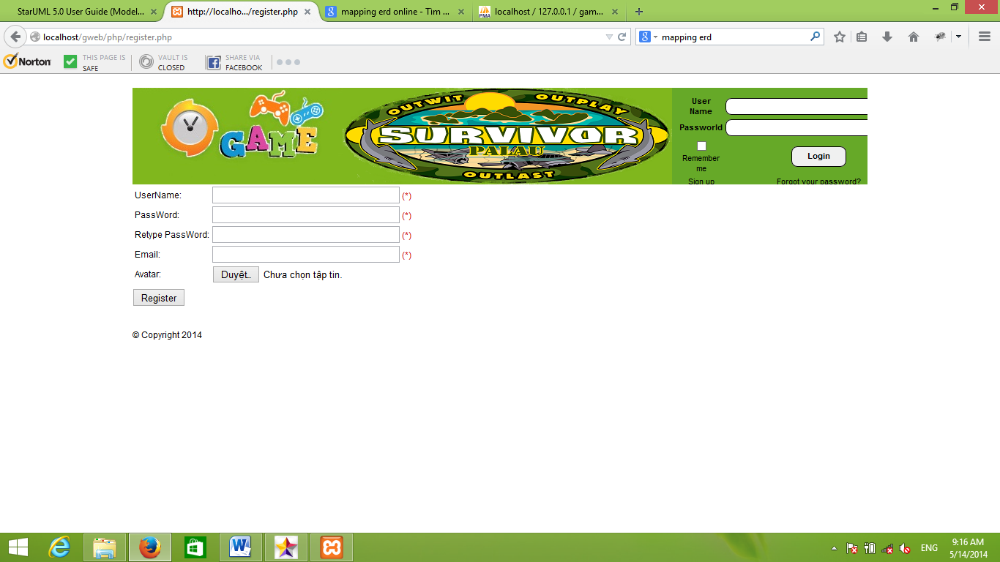 StarUML 5.0 User Guide (Model...
http://localho.../register.php
mapping erd online - Tìm ...
localhost / 127.0.0.1 / gam...
localhost/gweb/php/register.php
mapping erd
Norton
THIS PAGE IS
SAFE
VAULT IS
CLOSED
SHARE VIA
FACEBOOK
GAME
OUTWIT OUTPLAY
SURVIVOR
PALAU
OUTLAST
User
Name
Passworld
Remember
me
Login
Sign up
Forgot your password?
UserName: (*)
PassWord: (*)
Retype PassWord: (*)
Email: (*)
Avatar: Duyệt.. Chưa chọn tập tin.
Register
© Copyright 2014
ENG
9:16 AM
5/14/2014